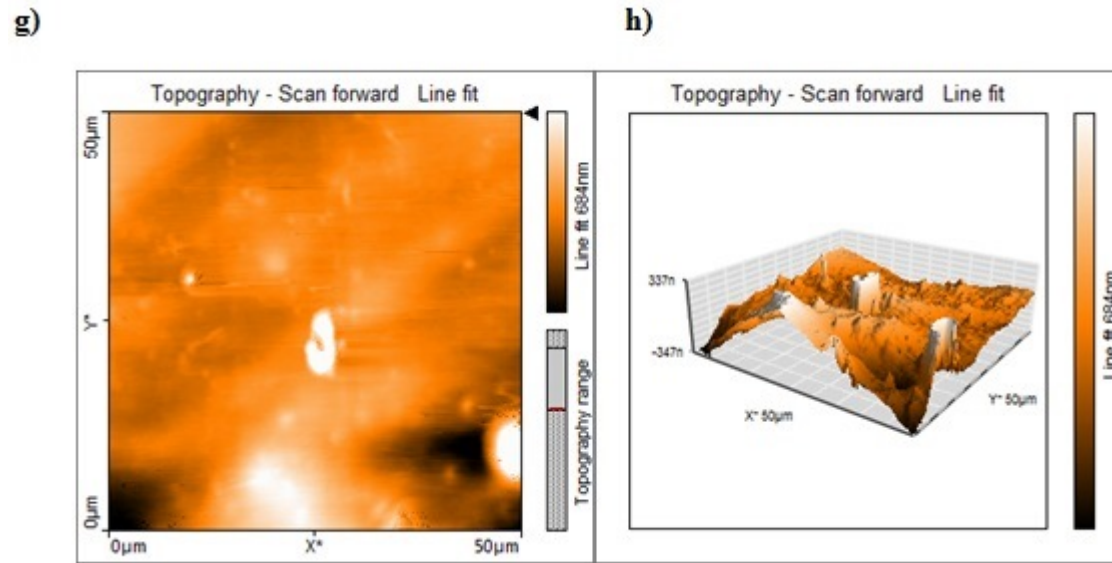 g)
h)
Topography - Scan forward Line fit
50µm
Y*
0µm
0µm
X*
50µm
Line fit 684nm
Topography range
Topography - Scan forward Line fit
337n
-347n
X* 50µm
Y* 50µm
Line fit 684nm